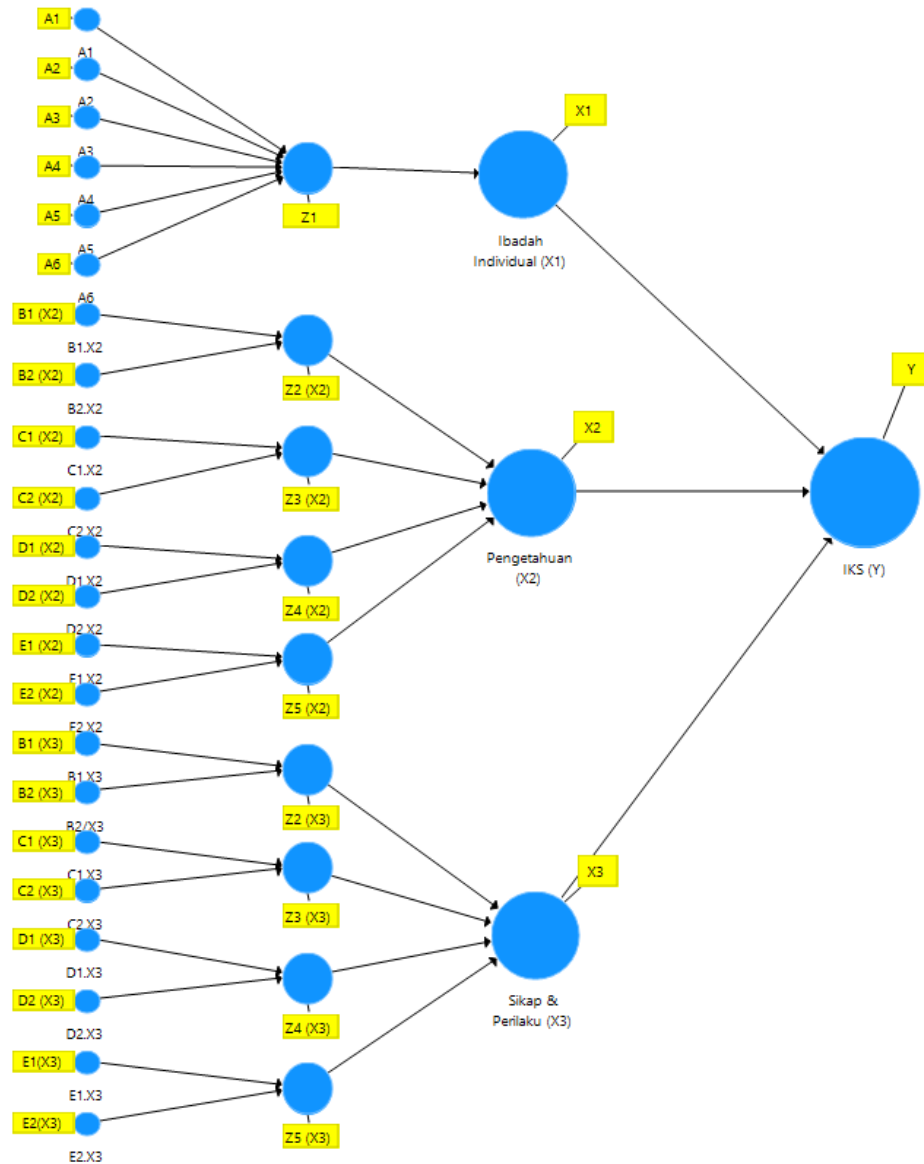 A1
A1
A2
A2
A3
A3
A4
A4
A5
A5
A6
A6
Z1
X1
Ibadah
Individual (X1)
B1 (X2)
B1.X2
B2 (X2)
B2.X2
C1 (X2)
C1.X2
C2 (X2)
C2.X2
D1 (X2)
D1.X2
D2 (X2)
D2.X2
E1 (X2)
E1.X2
E2 (X2)
E2.X2
Z2 (X2)
Z3 (X2)
Z4 (X2)
Z5 (X2)
X2
Pengetahuan
(X2)
Y
IKS (Y)
B1 (X3)
B1.X3
B2 (X3)
B2/X3
C1 (X3)
C1.X3
C2 (X3)
C2.X3
D1 (X3)
D1.X3
D2 (X3)
D2.X3
E1(X3)
E1.X3
E2(X3)
E2.X3
Z2 (X3)
Z3 (X3)
Z4 (X3)
Z5 (X3)
X3
Sikap &
Perilaku (X3)